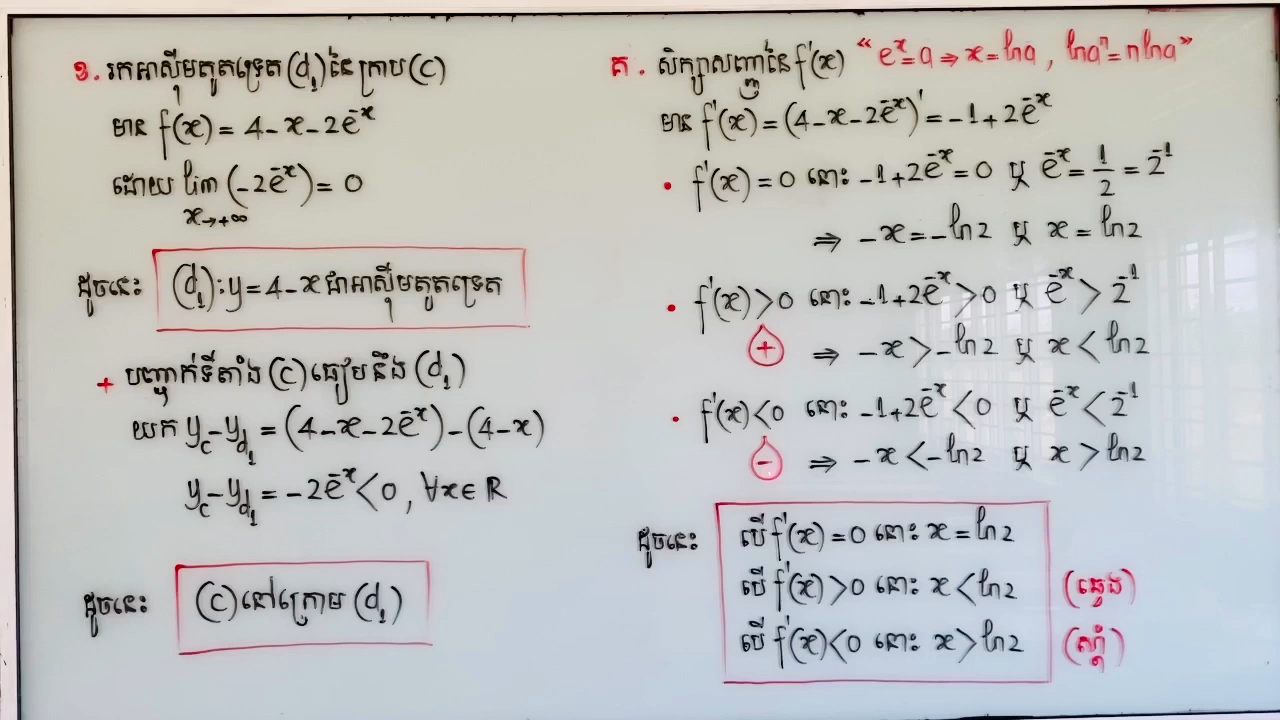 ខ. រកអាស៊ីមតូតទ្រេត (d₁) នៃក្រាប (C)
មាន f(x) = 4 - x - 2e⁻ˣ
ដោយ lim (-2e⁻ˣ) = 0
x→+∞
ដូចនេះ (d₁): y = 4 - x ជាអាស៊ីមតូតទ្រេត
+ បញ្ជាក់ទីតាំង (C) ធៀបនឹង (d₁)
យក y_c - y_d₁ = (4 - x - 2e⁻ˣ) - (4 - x)
y_c - y_d₁ = -2e⁻ˣ < 0 , ∀x ∈ ℝ
ដូចនេះ (C) នៅក្រោម (d₁)
គ. សិក្សាសញ្ញានៃ f'(x) "eˣ = a ⇒ x = ln a , ln aⁿ = n ln a"
មាន f'(x) = (4 - x - 2e⁻ˣ)' = -1 + 2e⁻ˣ
• f'(x) = 0 នោះ -1 + 2e⁻ˣ = 0 ឬ e⁻ˣ = 1/2 = 2⁻¹
⇒ -x = -ln2 ឬ x = ln2
• f'(x) > 0 នោះ -1 + 2e⁻ˣ > 0 ឬ e⁻ˣ > 2⁻¹
+ ⇒ -x > -ln2 ឬ x < ln2
• f'(x) < 0 នោះ -1 + 2e⁻ˣ < 0 ឬ e⁻ˣ < 2⁻¹
- ⇒ -x < -ln2 ឬ x > ln2
ដូចនេះ បើ f'(x) = 0 នោះ x = ln2
បើ f'(x) > 0 នោះ x < ln2 (ឆ្វេង)
បើ f'(x) < 0 នោះ x > ln2 (ស្តាំ)